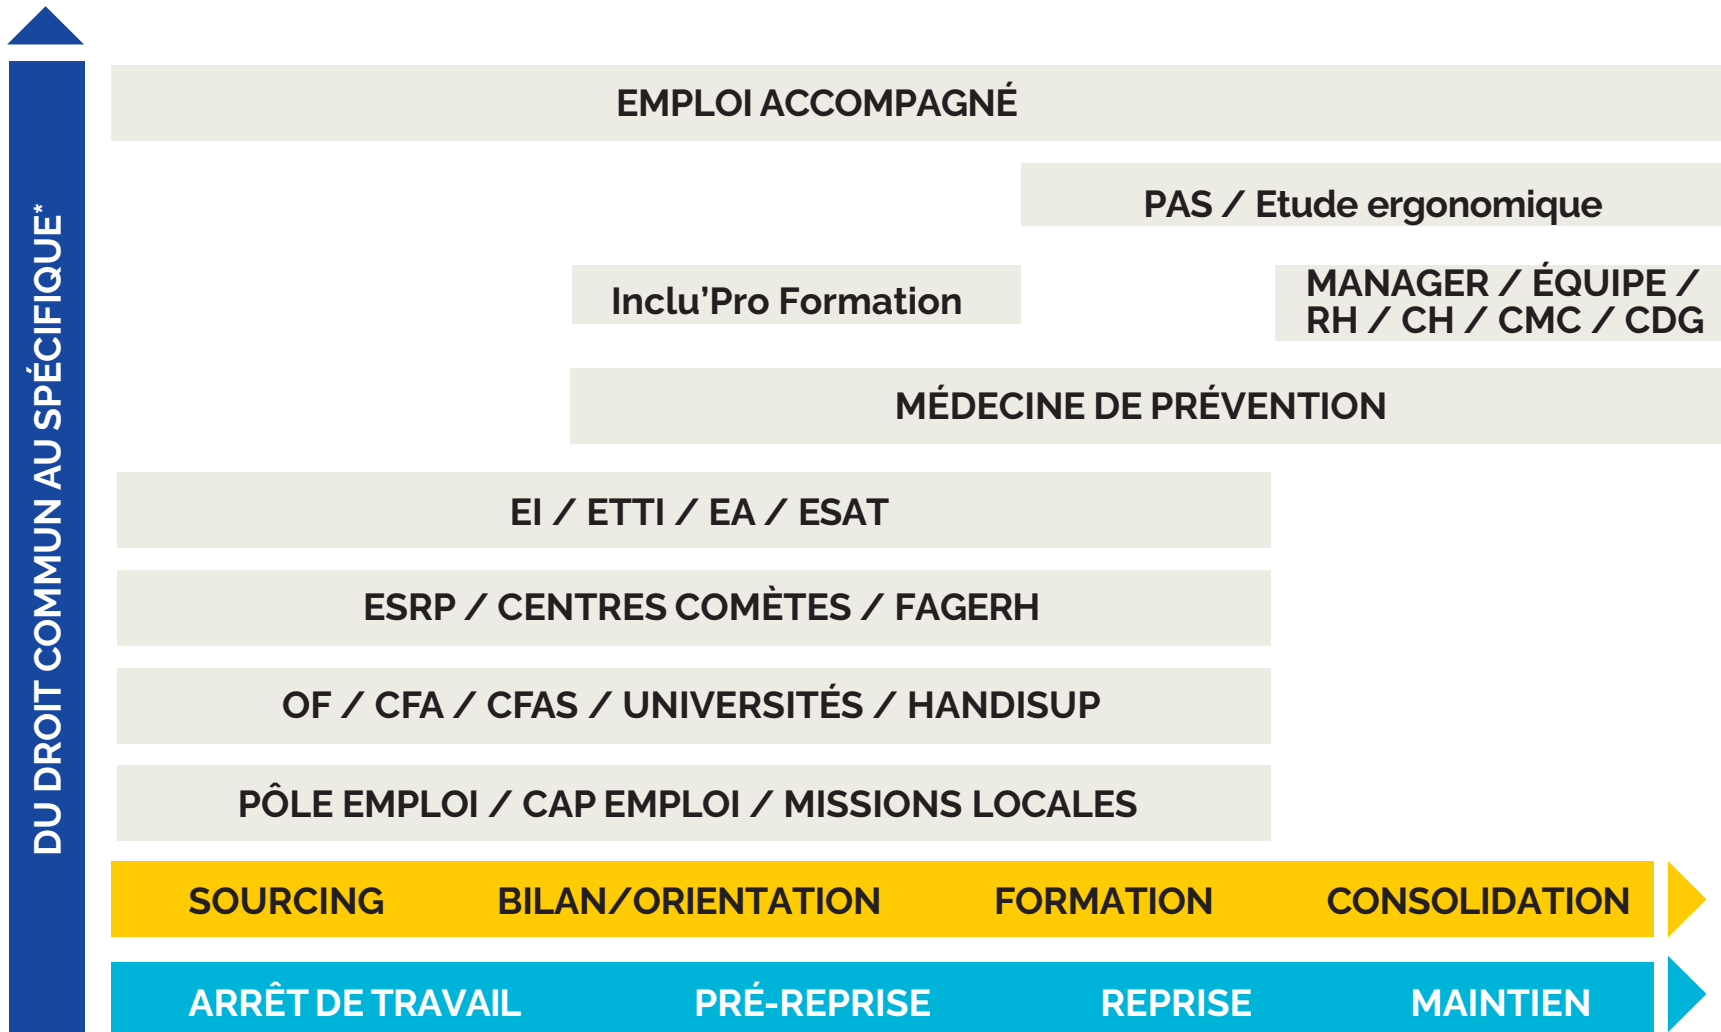 DU DROIT COMMUN AU SPÉCIFIQUE*
EMPLOI ACCOMPAGNÉ
PAS / Etude ergonomique
Inclu’Pro Formation
MANAGER / ÉQUIPE /
RH / CH / CMC / CDG
MÉDECINE DE PRÉVENTION
EI / ETTI / EA / ESAT
ESRP / CENTRES COMÈTES / FAGERH
OF / CFA / CFAS / UNIVERSITÉS / HANDISUP
PÔLE EMPLOI / CAP EMPLOI / MISSIONS LOCALES
SOURCING BILAN/ORIENTATION FORMATION CONSOLIDATION
ARRÊT DE TRAVAIL PRÉ-REPRISE REPRISE MAINTIEN